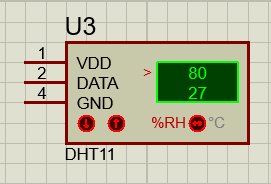 U3
1 VDD
2 DATA
4 GND
> 80
27
%RH °C
DHT11